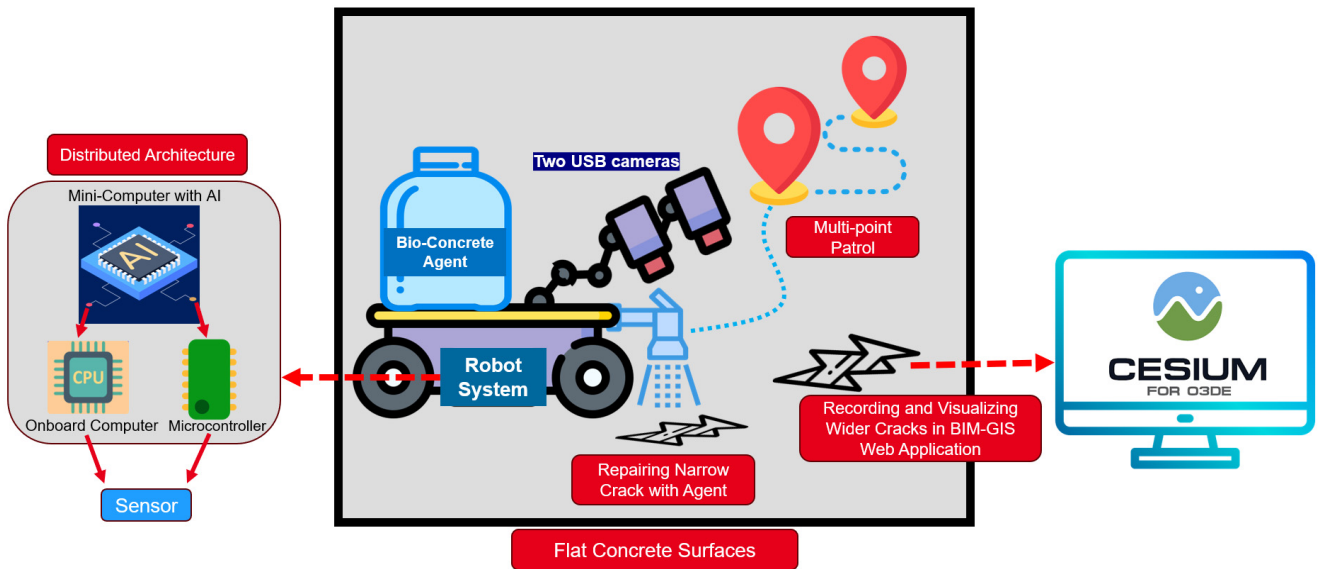 Distributed Architecture
Mini-Computer with AI
AI
CPU
Onboard Computer
Microcontroller
Sensor
Two USB cameras
Bio-Concrete
Agent
Robot
System
Multi-point
Patrol
Repairing Narrow
Crack with Agent
Recording and Visualizing
Wider Cracks in BIM-GIS
Web Application
Flat Concrete Surfaces
CESIUM
FOR O3DE